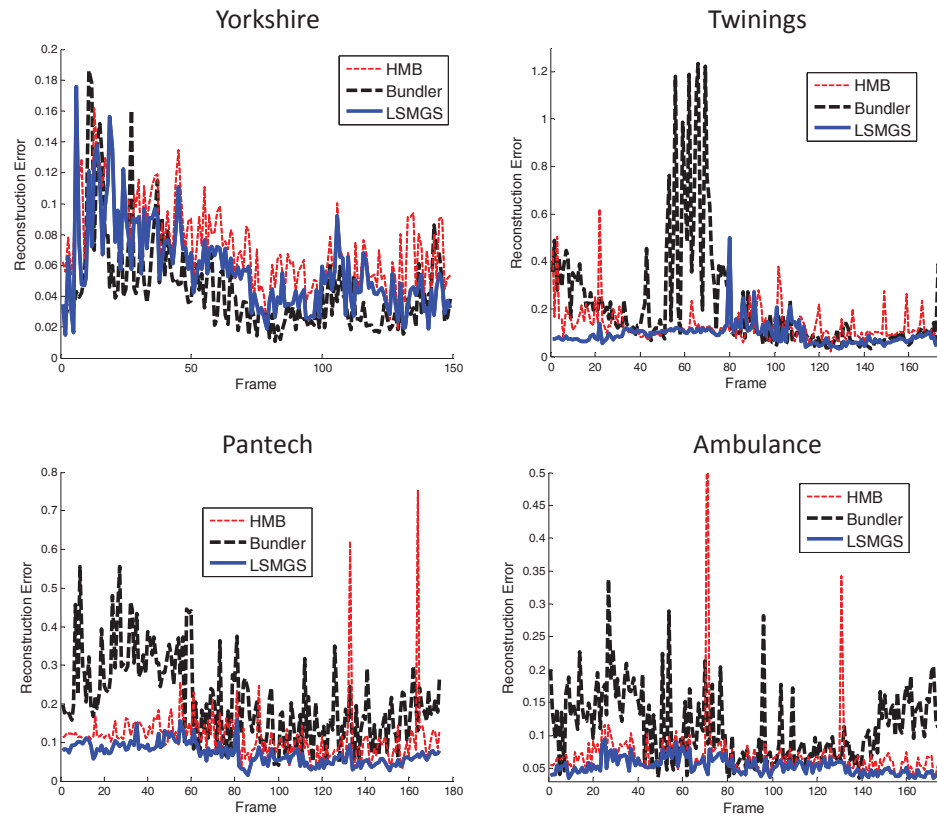 Yorkshire
0.2
0.18
0.16
0.14
0.12
0.1
0.08
0.06
0.04
0.02
0
Reconstruction Error
HMB
Bundler
LSMGS
0 50 100 150
Frame
Twinings
1.2
1
0.8
0.6
0.4
0.2
0
Reconstruction Error
HMB
Bundler
LSMGS
0 20 40 60 80 100 120 140 160
Frame
Pantech
0.8
0.7
0.6
0.5
0.4
0.3
0.2
0.1
0
Reconstruction Error
HMB
Bundler
LSMGS
0 20 40 60 80 100 120 140 160 180
Frame
Ambulance
0.5
0.45
0.4
0.35
0.3
0.25
0.2
0.15
0.1
0.05
Reconstruction Error
HMB
Bundler
LSMGS
0 20 40 60 80 100 120 140 160
Frame